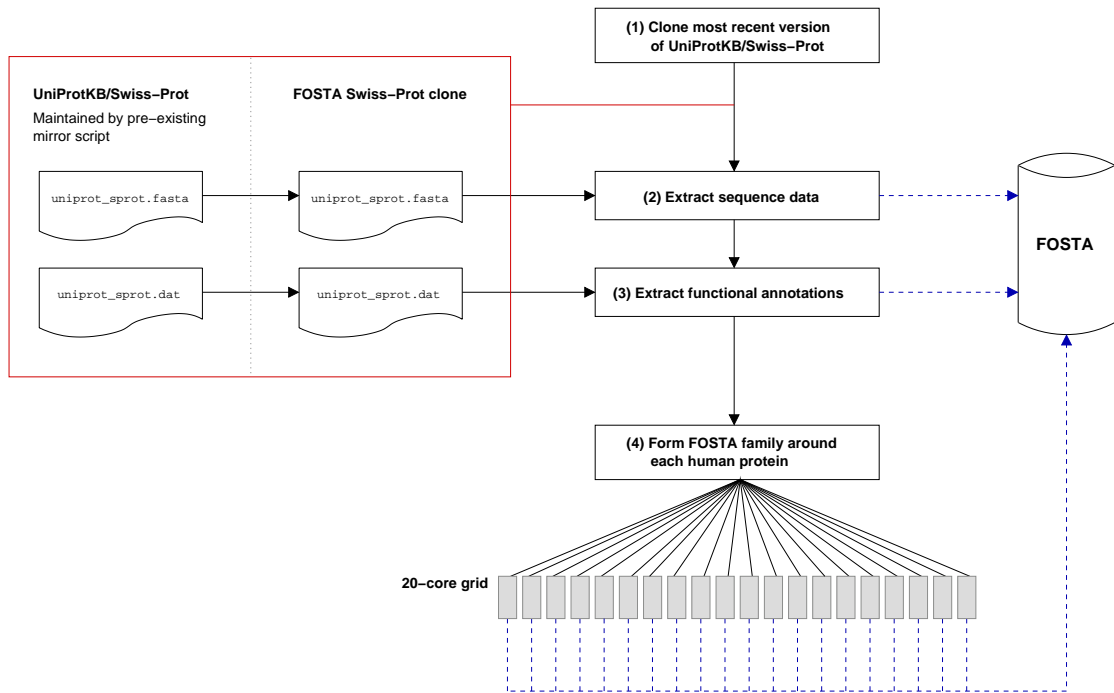 (1) Clone most recent version
of UniProtKB/Swiss−Prot
UniProtKB/Swiss−Prot
Maintained by pre−existing
mirror script
FOSTA Swiss−Prot clone
uniprot_sprot.fasta
uniprot_sprot.fasta
(2) Extract sequence data
FOSTA
uniprot_sprot.dat
uniprot_sprot.dat
(3) Extract functional annotations
(4) Form FOSTA family around
each human protein
20−core grid